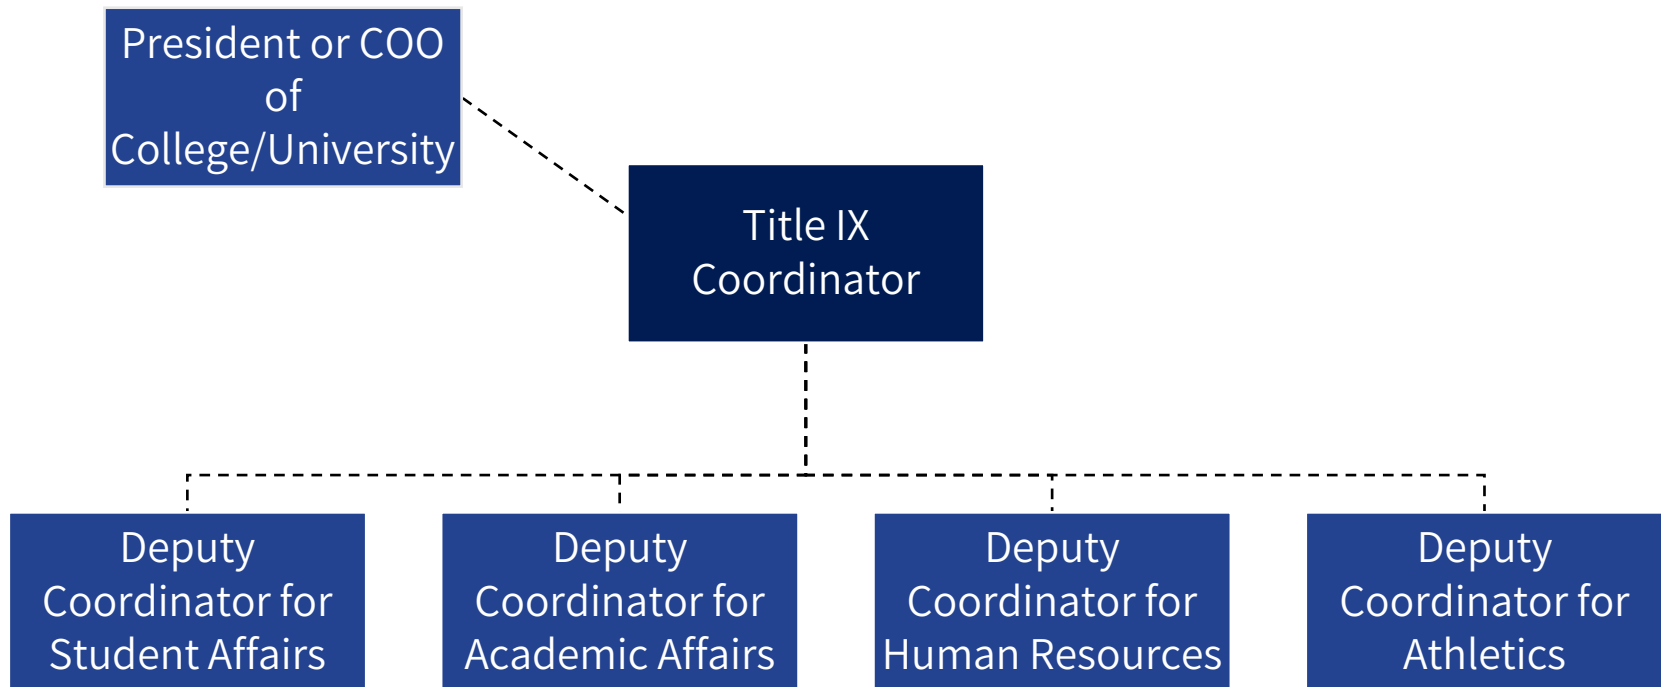 President or COO
of
College/University
Title IX
Coordinator
Deputy
Coordinator for
Student Affairs
Deputy
Coordinator for
Academic Affairs
Deputy
Coordinator for
Human Resources
Deputy
Coordinator for
Athletics